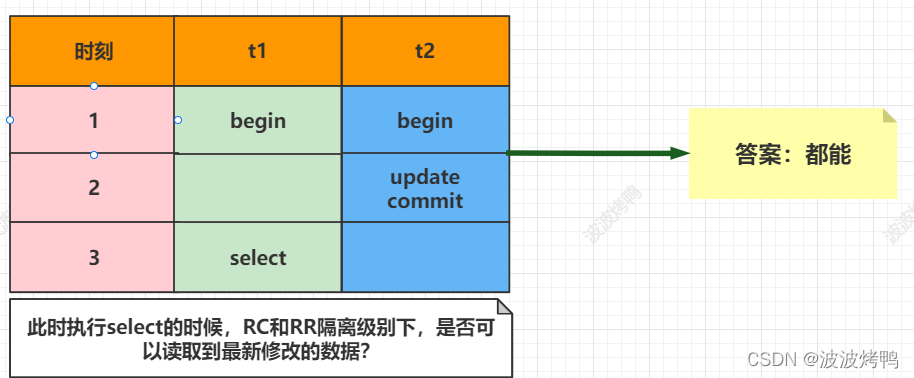 时刻 t1 t2
1 begin begin
2 update
commit
3 select
答案：都能
此时执行select的时候，RC和RR隔离级别下，是否可
以读取到最新修改的数据？
波波烤鸭
CSDN @波波烤鸭